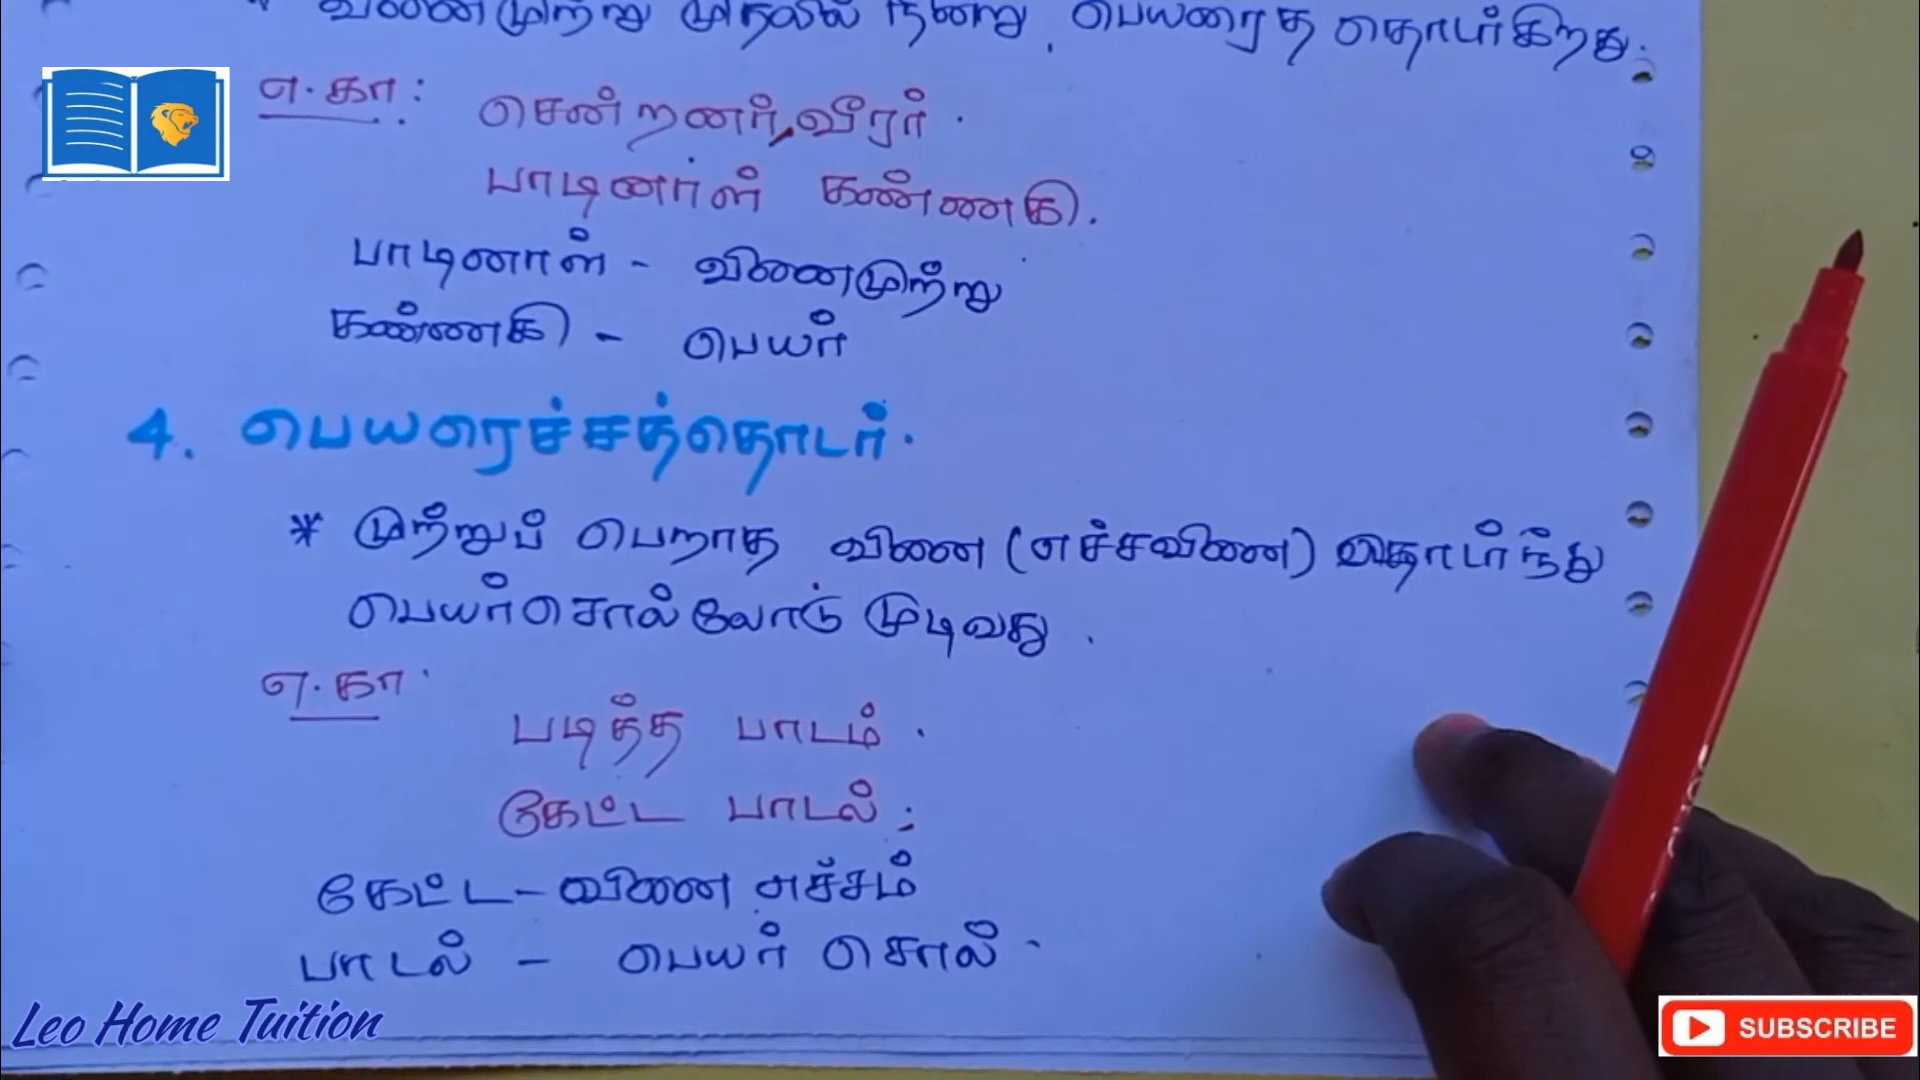 * வினைமுற்று முதலில் நின்று, பெயரைத் தொடர்கிறது.
எ.கா: சென்றனர், வீரர்.
பாடினாள் கண்ணகி.
பாடினாள் - வினைமுற்று
கண்ணகி - பெயர்
4. பெயரைச்சத்தொடர்.
* முற்றுப் பெறாத வினை (எச்சவினை) தொடர்ந்து
பெயர்சொல்லோடு முடிவது.
எ.கா
படித்த பாடம்.
கேட்ட பாடல்.
கேட்ட - வினை எச்சம்
பாடல் - பெயர் சொல்.
Leo Home Tuition
SUBSCRIBE